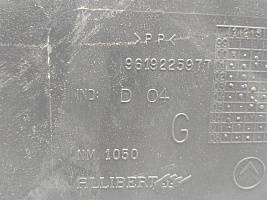 >PP<
9619225977
IND: D 04
G
NM 1050
ALLIBERT